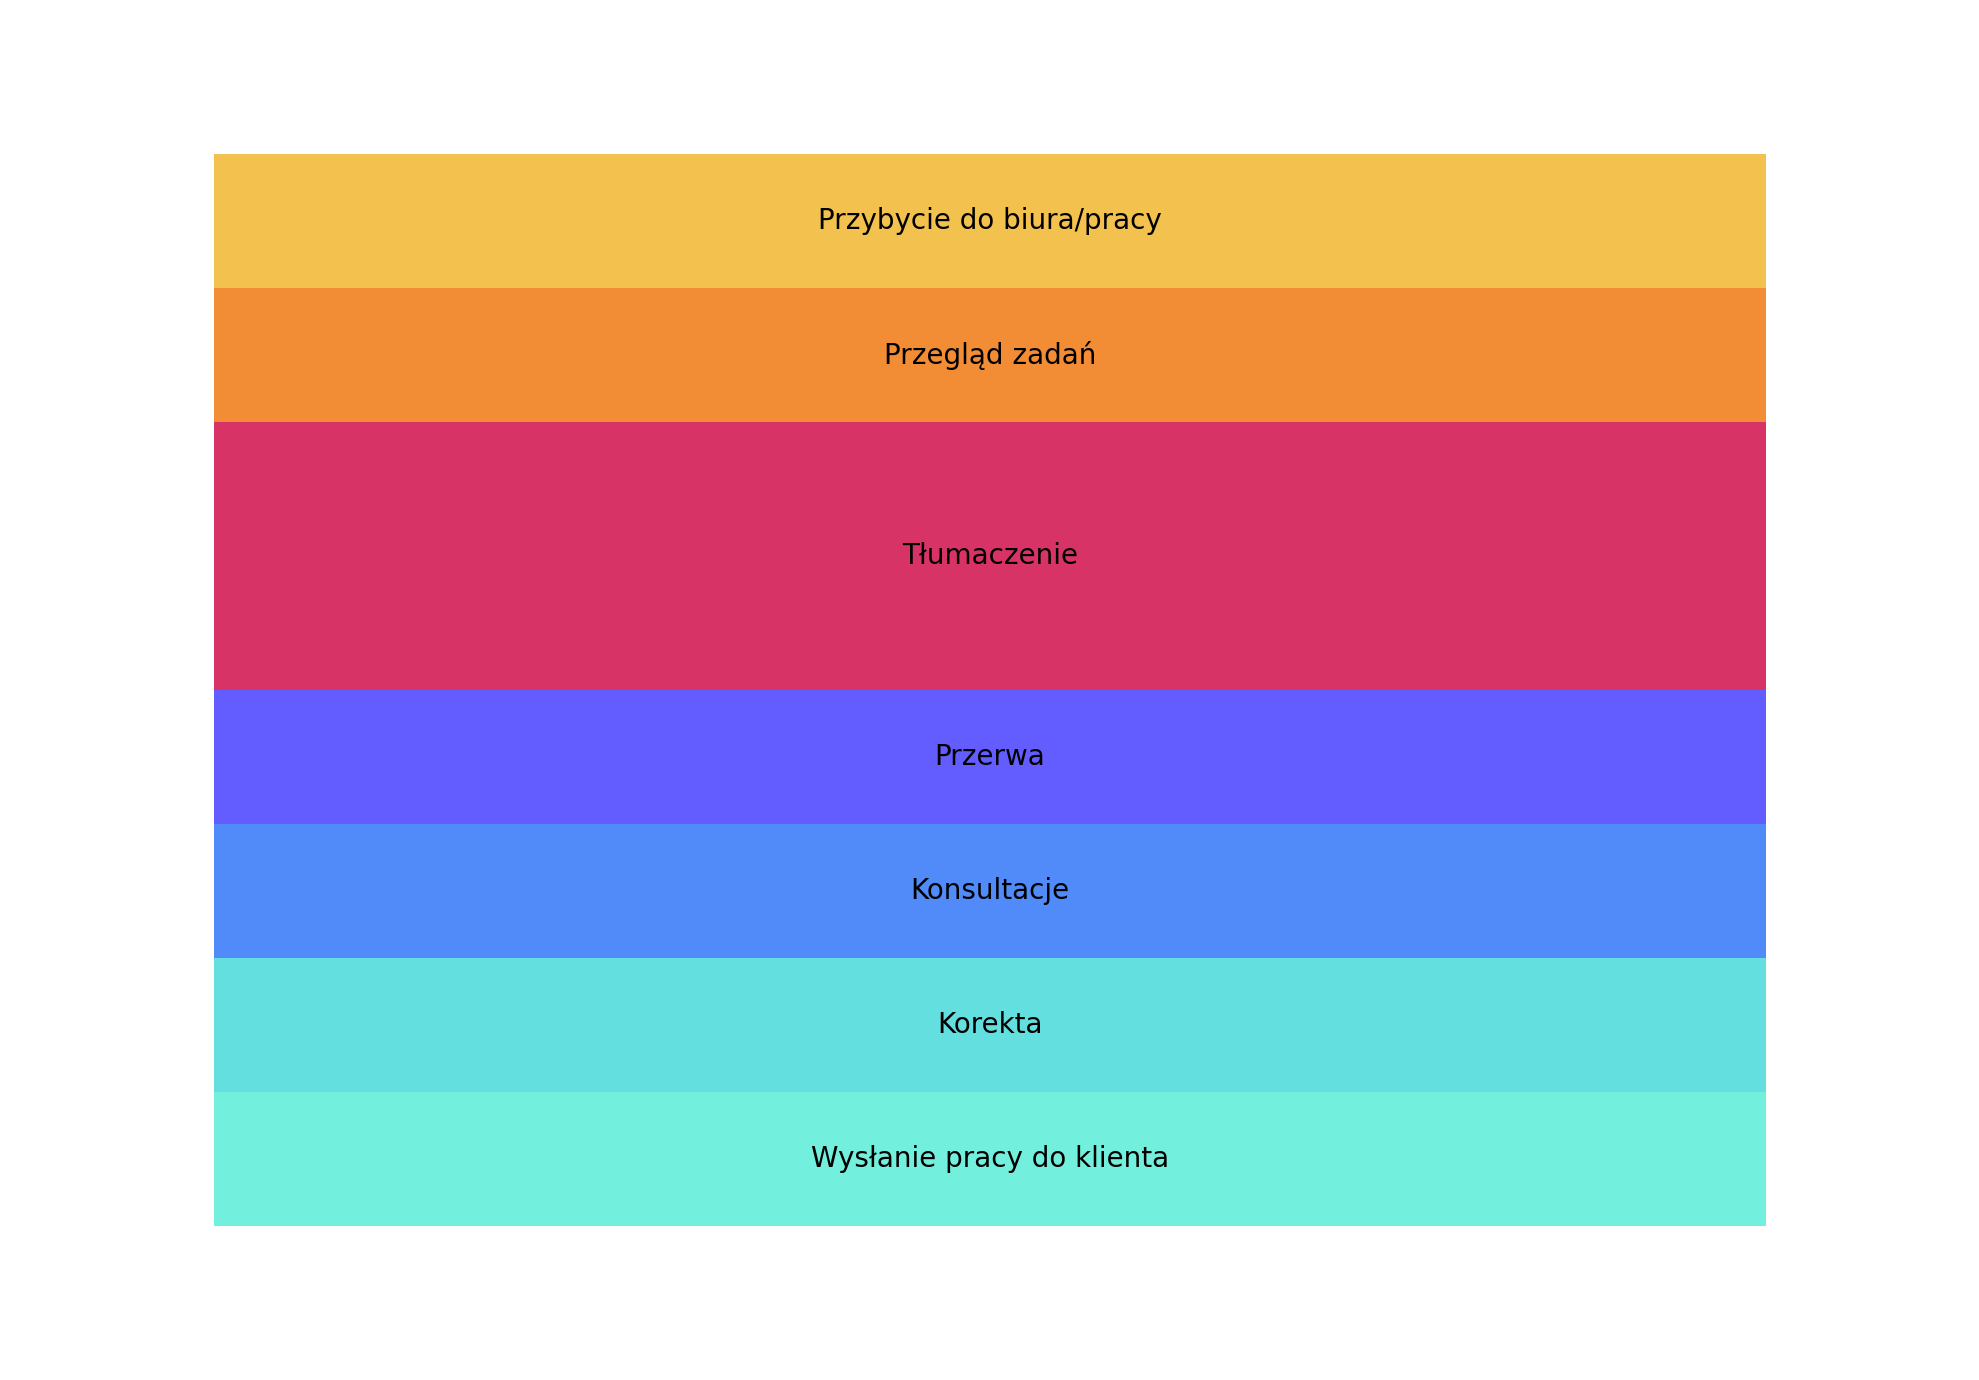 Przybycie do biura/pracy
Przegląd zadań
Tłumaczenie
Przerwa
Konsultacje
Korekta
Wysłanie pracy do klienta